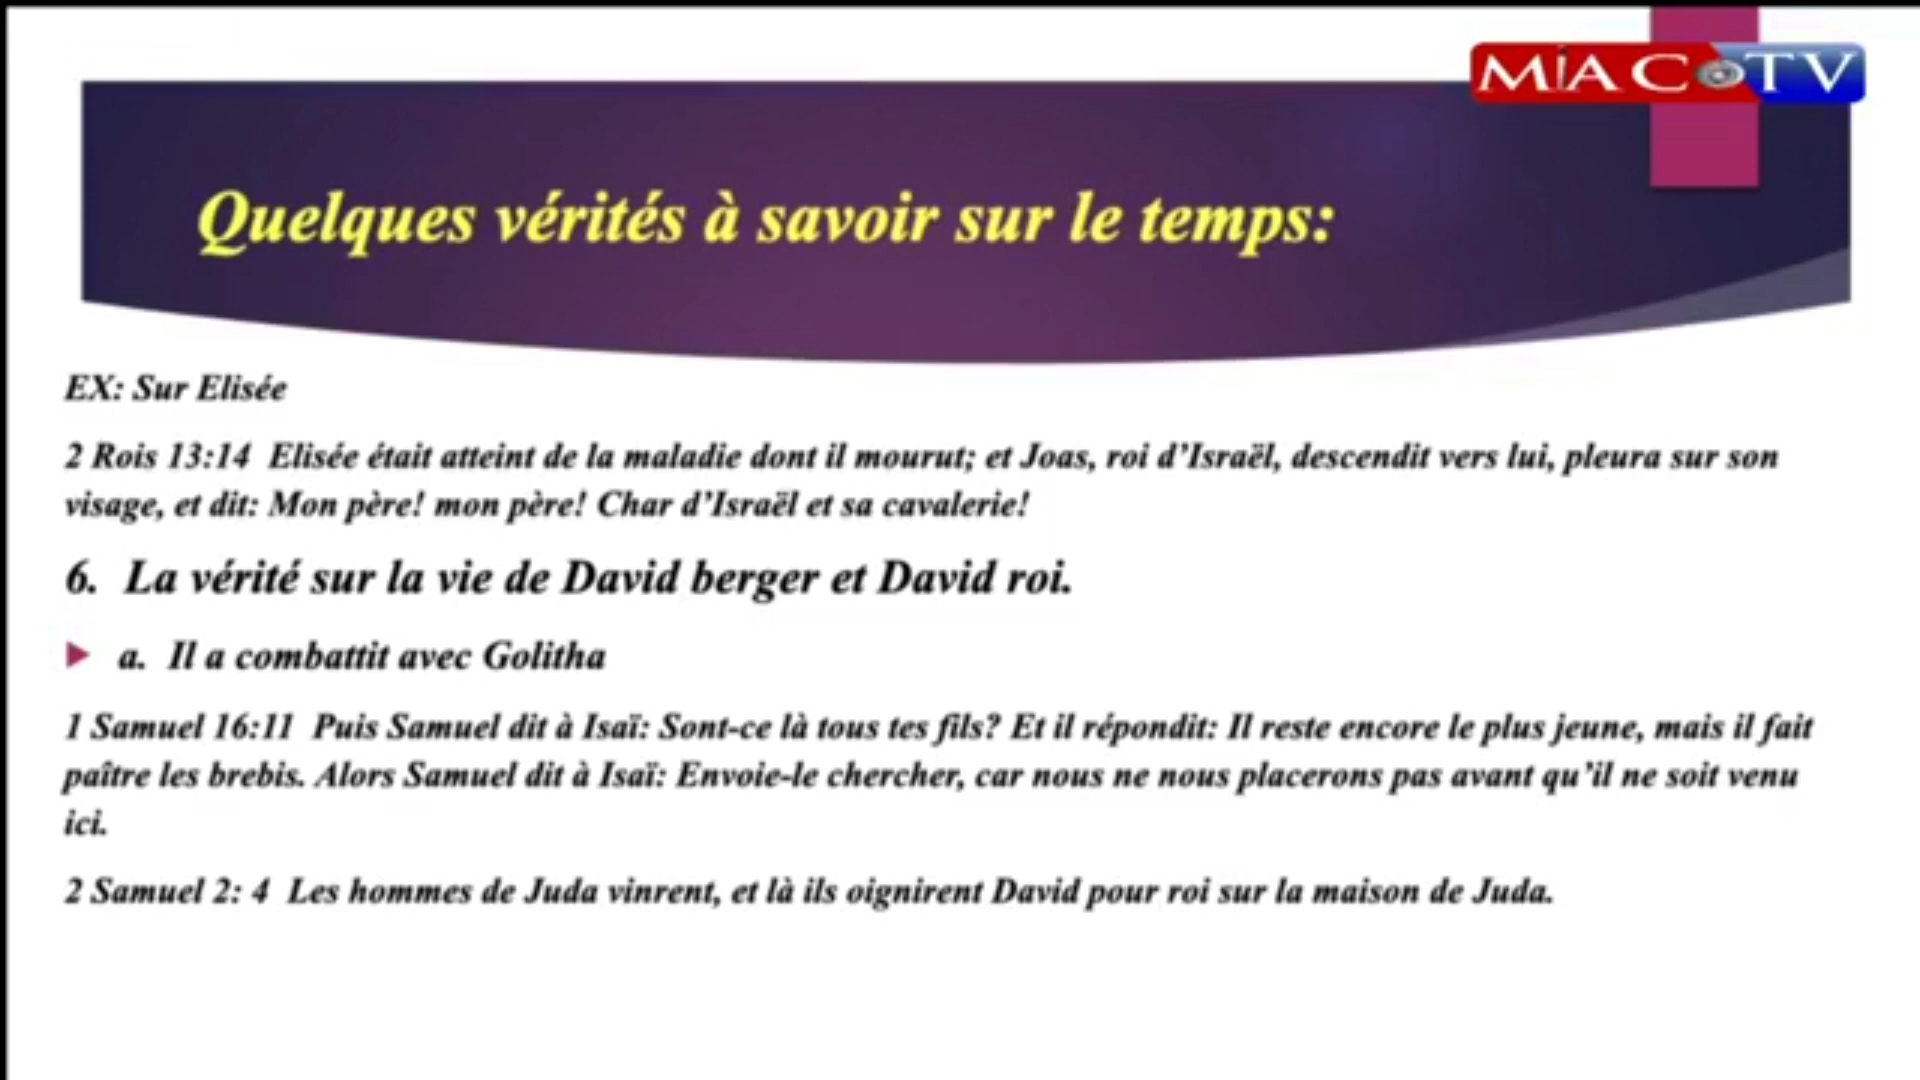 MiAC TV
Quelques vérités à savoir sur le temps:
EX: Sur Elisée
2 Rois 13:14 Elisée était atteint de la maladie dont il mourut; et Joas, roi d’Israël, descendit vers lui, pleura sur son
visage, et dit: Mon père! mon père! Char d’Israël et sa cavalerie!
6. La vérité sur la vie de David berger et David roi.
a. Il a combattit avec Golitha
1 Samuel 16:11 Puis Samuel dit à Isaï: Sont-ce là tous tes fils? Et il répondit: Il reste encore le plus jeune, mais il fait
paître les brebis. Alors Samuel dit à Isaï: Envoie-le chercher, car nous ne nous placerons pas avant qu’il ne soit venu
ici.
2 Samuel 2: 4 Les hommes de Juda vinrent, et là ils oignirent David pour roi sur la maison de Juda.